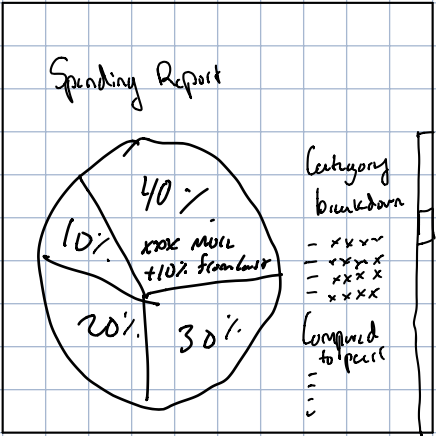 Spending Report
40%
xxx more
+10% from last
10%
20%
30%
Category
breakdown
- xxxx
- xxxx
- xxxx
- xxxx
Compared
to peers
-
-
-
-